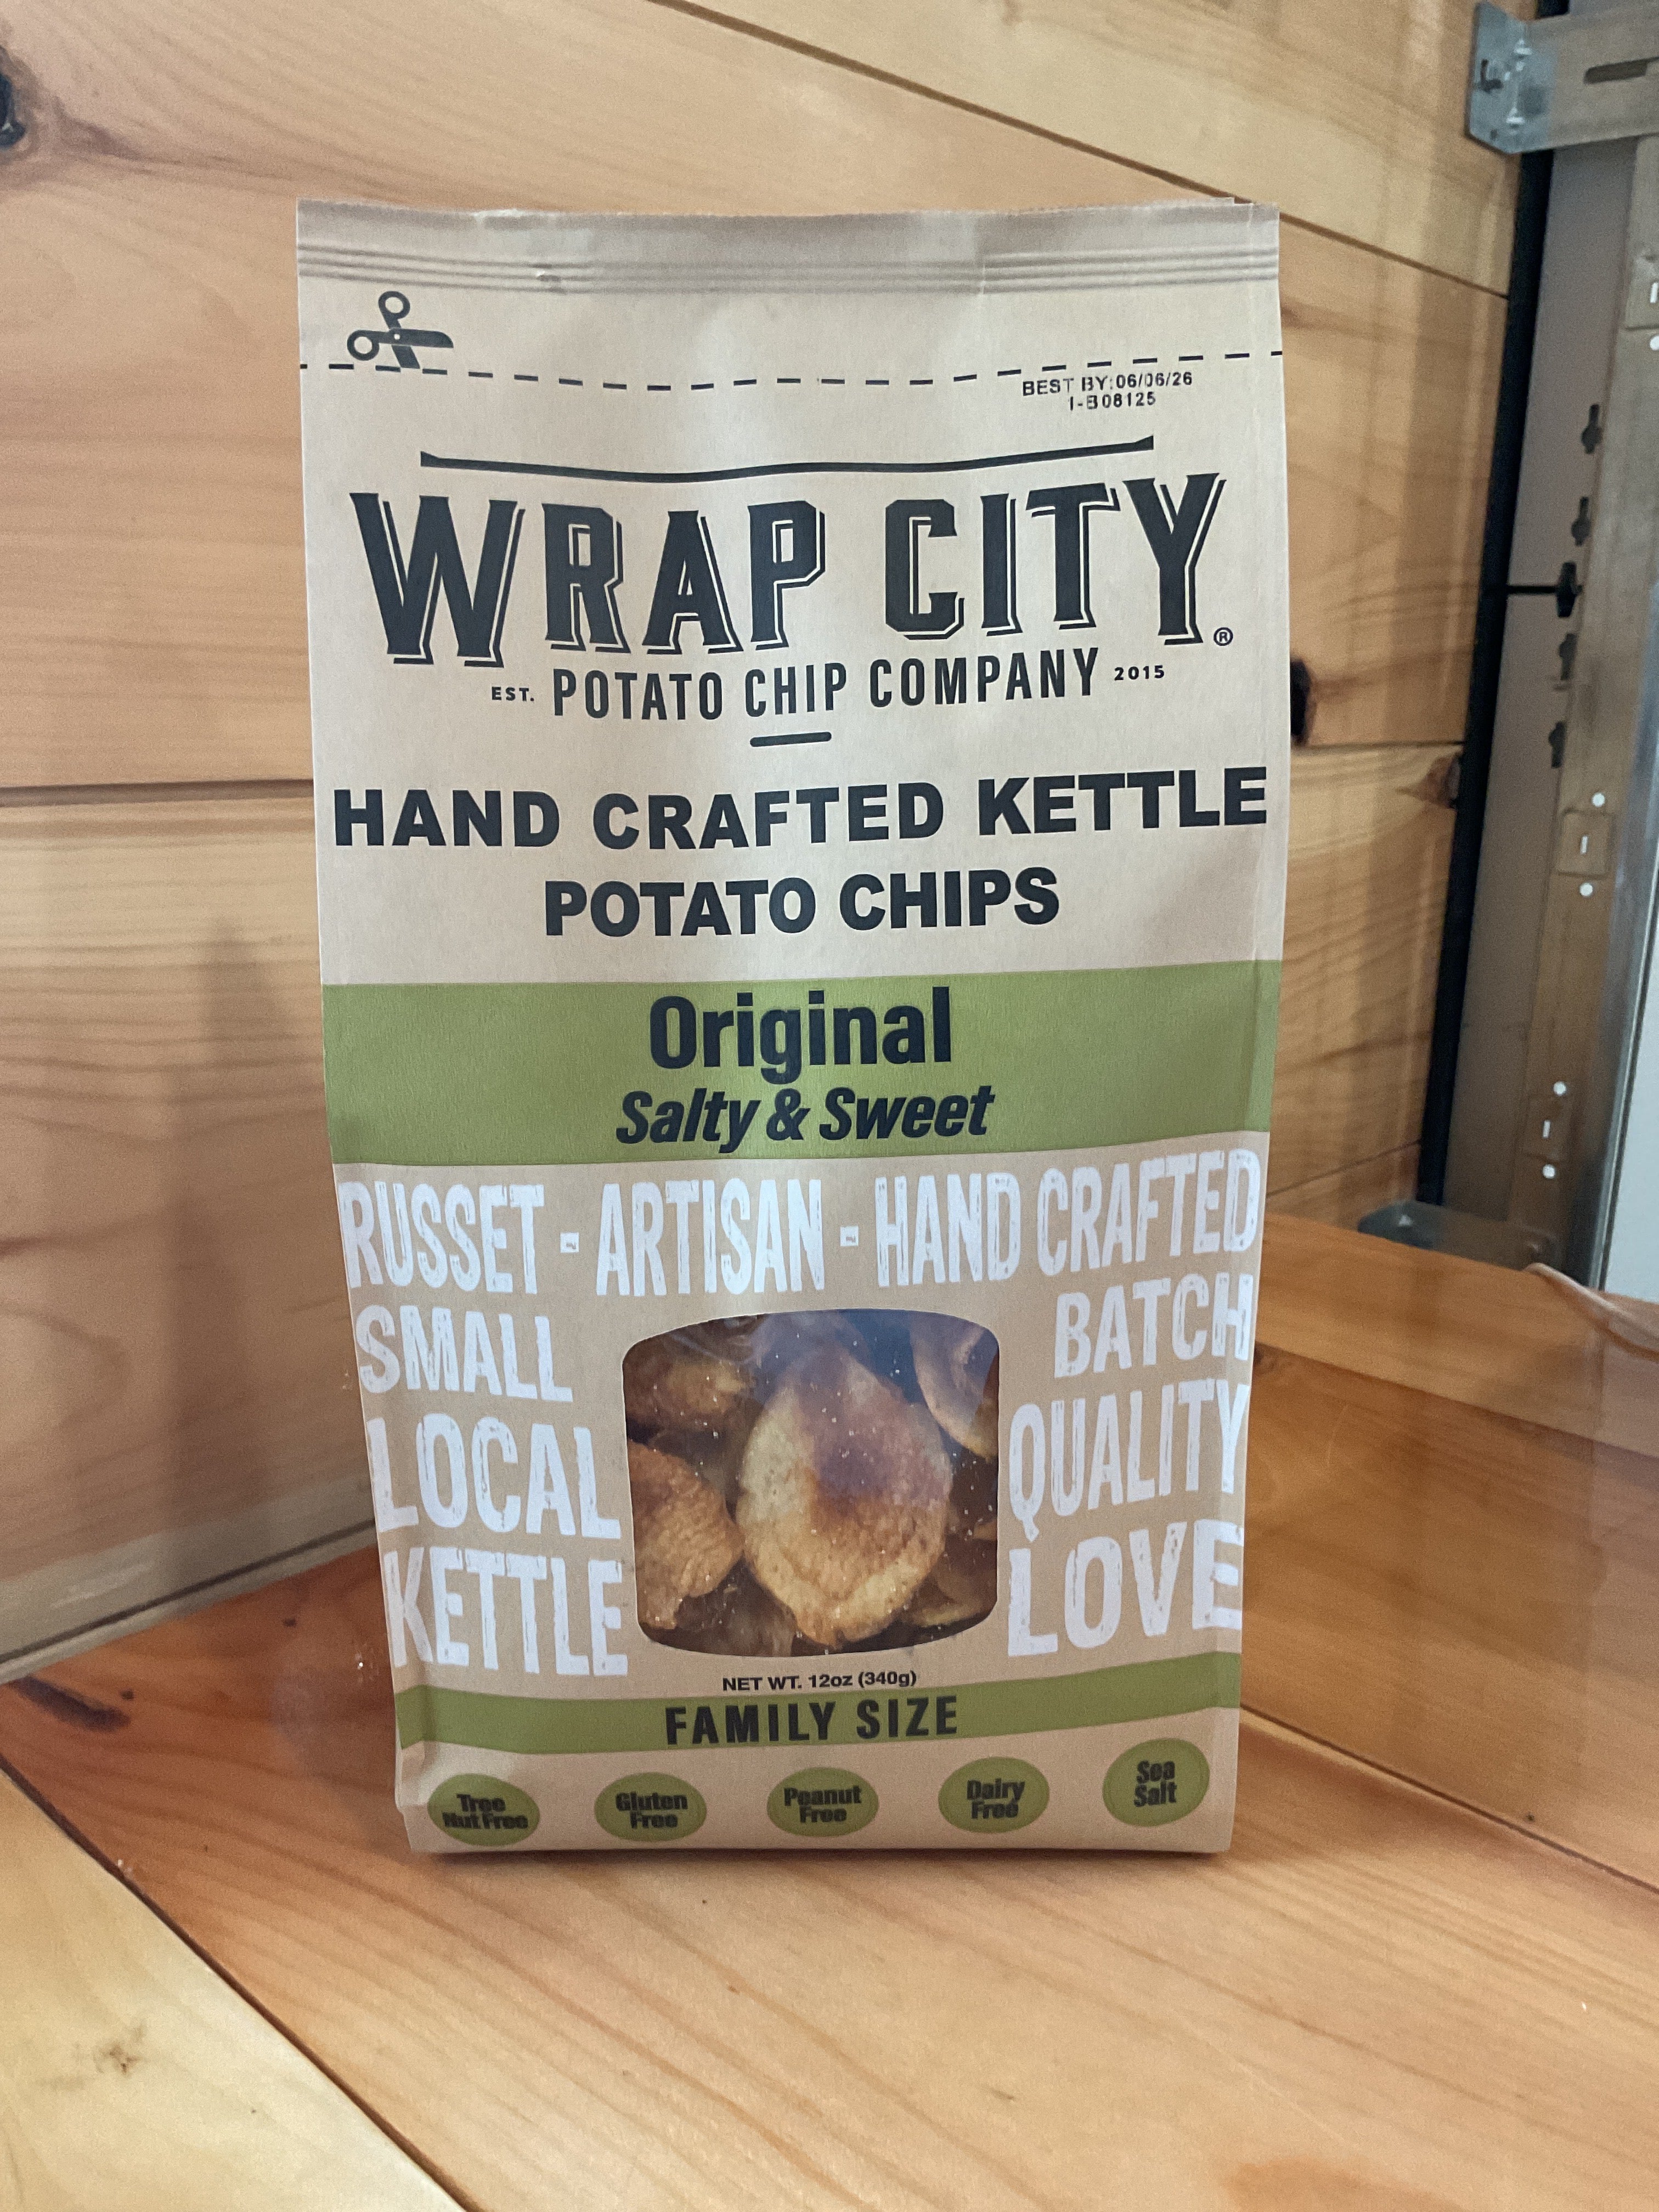 BEST BY:06/06/26
1-B08125
WRAP CITY®
EST. POTATO CHIP COMPANY 2015
HAND CRAFTED KETTLE
POTATO CHIPS
Original
Salty & Sweet
RUSSET - ARTISAN - HAND CRAFTED
SMALL BATCH
LOCAL QUALITY
KETTLE LOVE
NET WT. 12oz (340g)
FAMILY SIZE
Tree
Nut Free
Gluten
Free
Peanut
Free
Dairy
Free
Sea
Salt